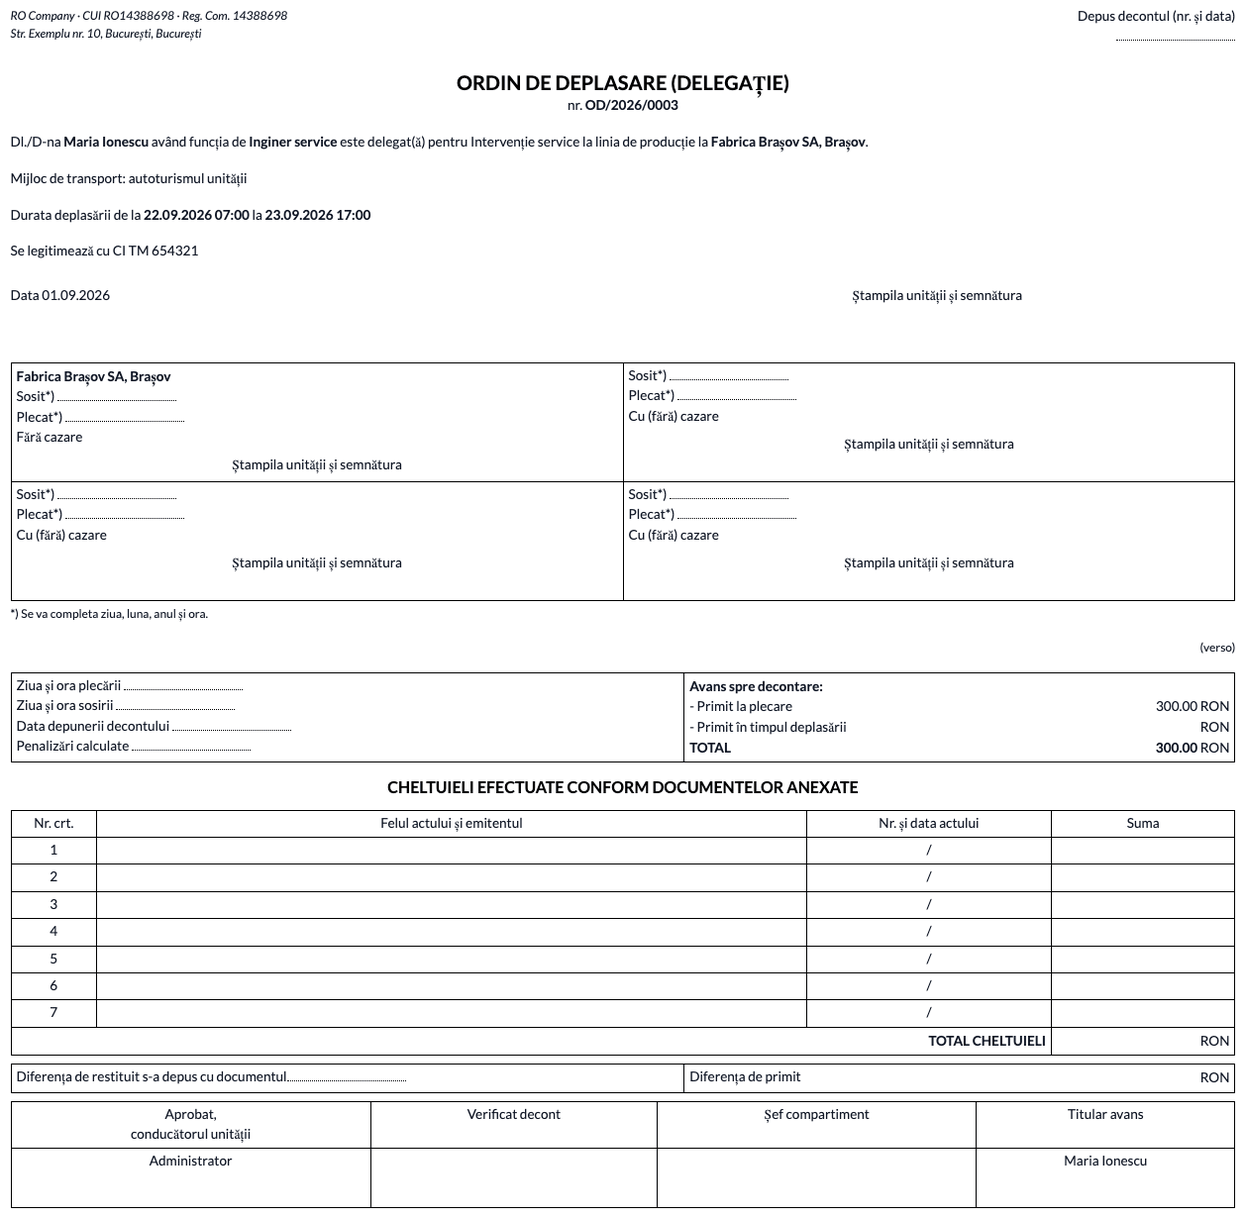 RO Company · CUI RO14388698 · Reg. Com. 14388698
Str. Exemplu nr. 10, București, București
Depus decontul (nr. și data)
ORDIN DE DEPLASARE (DELEGAȚIE)
nr. OD/2026/0003
Dl./D-na Maria Ionescu având funcția de Inginer service este delegat(ă) pentru Intervenție service la linia de producție la Fabrica Brașov SA, Brașov.
Mijloc de transport: autoturismul unității
Durata deplasării de la 22.09.2026 07:00 la 23.09.2026 17:00
Se legitimează cu CI TM 654321
Data 01.09.2026
Ștampila unității și semnătura
Fabrica Brașov SA, Brașov
Sosit*)
Plecat*)
Fără cazare
Ștampila unității și semnătura
Sosit*)
Plecat*)
Cu (fără) cazare
Ștampila unității și semnătura
Sosit*)
Plecat*)
Cu (fără) cazare
Ștampila unității și semnătura
Sosit*)
Plecat*)
Cu (fără) cazare
Ștampila unității și semnătura
*) Se va completa ziua, luna, anul și ora.
(verso)
Ziua și ora plecării
Ziua și ora sosirii
Data depunerii decontului
Penalizări calculate
Avans spre decontare:
- Primit la plecare 300.00 RON
- Primit în timpul deplasării RON
TOTAL 300.00 RON
CHELTUIELI EFECTUATE CONFORM DOCUMENTELOR ANEXATE
Nr. crt. Felul actului și emitentul Nr. și data actului Suma
1 /
2 /
3 /
4 /
5 /
6 /
7 /
TOTAL CHELTUIELI RON
Diferența de restituit s-a depus cu documentul
Diferența de primit RON
Aprobat,
conducătorul unității
Verificat decont
Șef compartiment
Titular avans
Administrator
Maria Ionescu